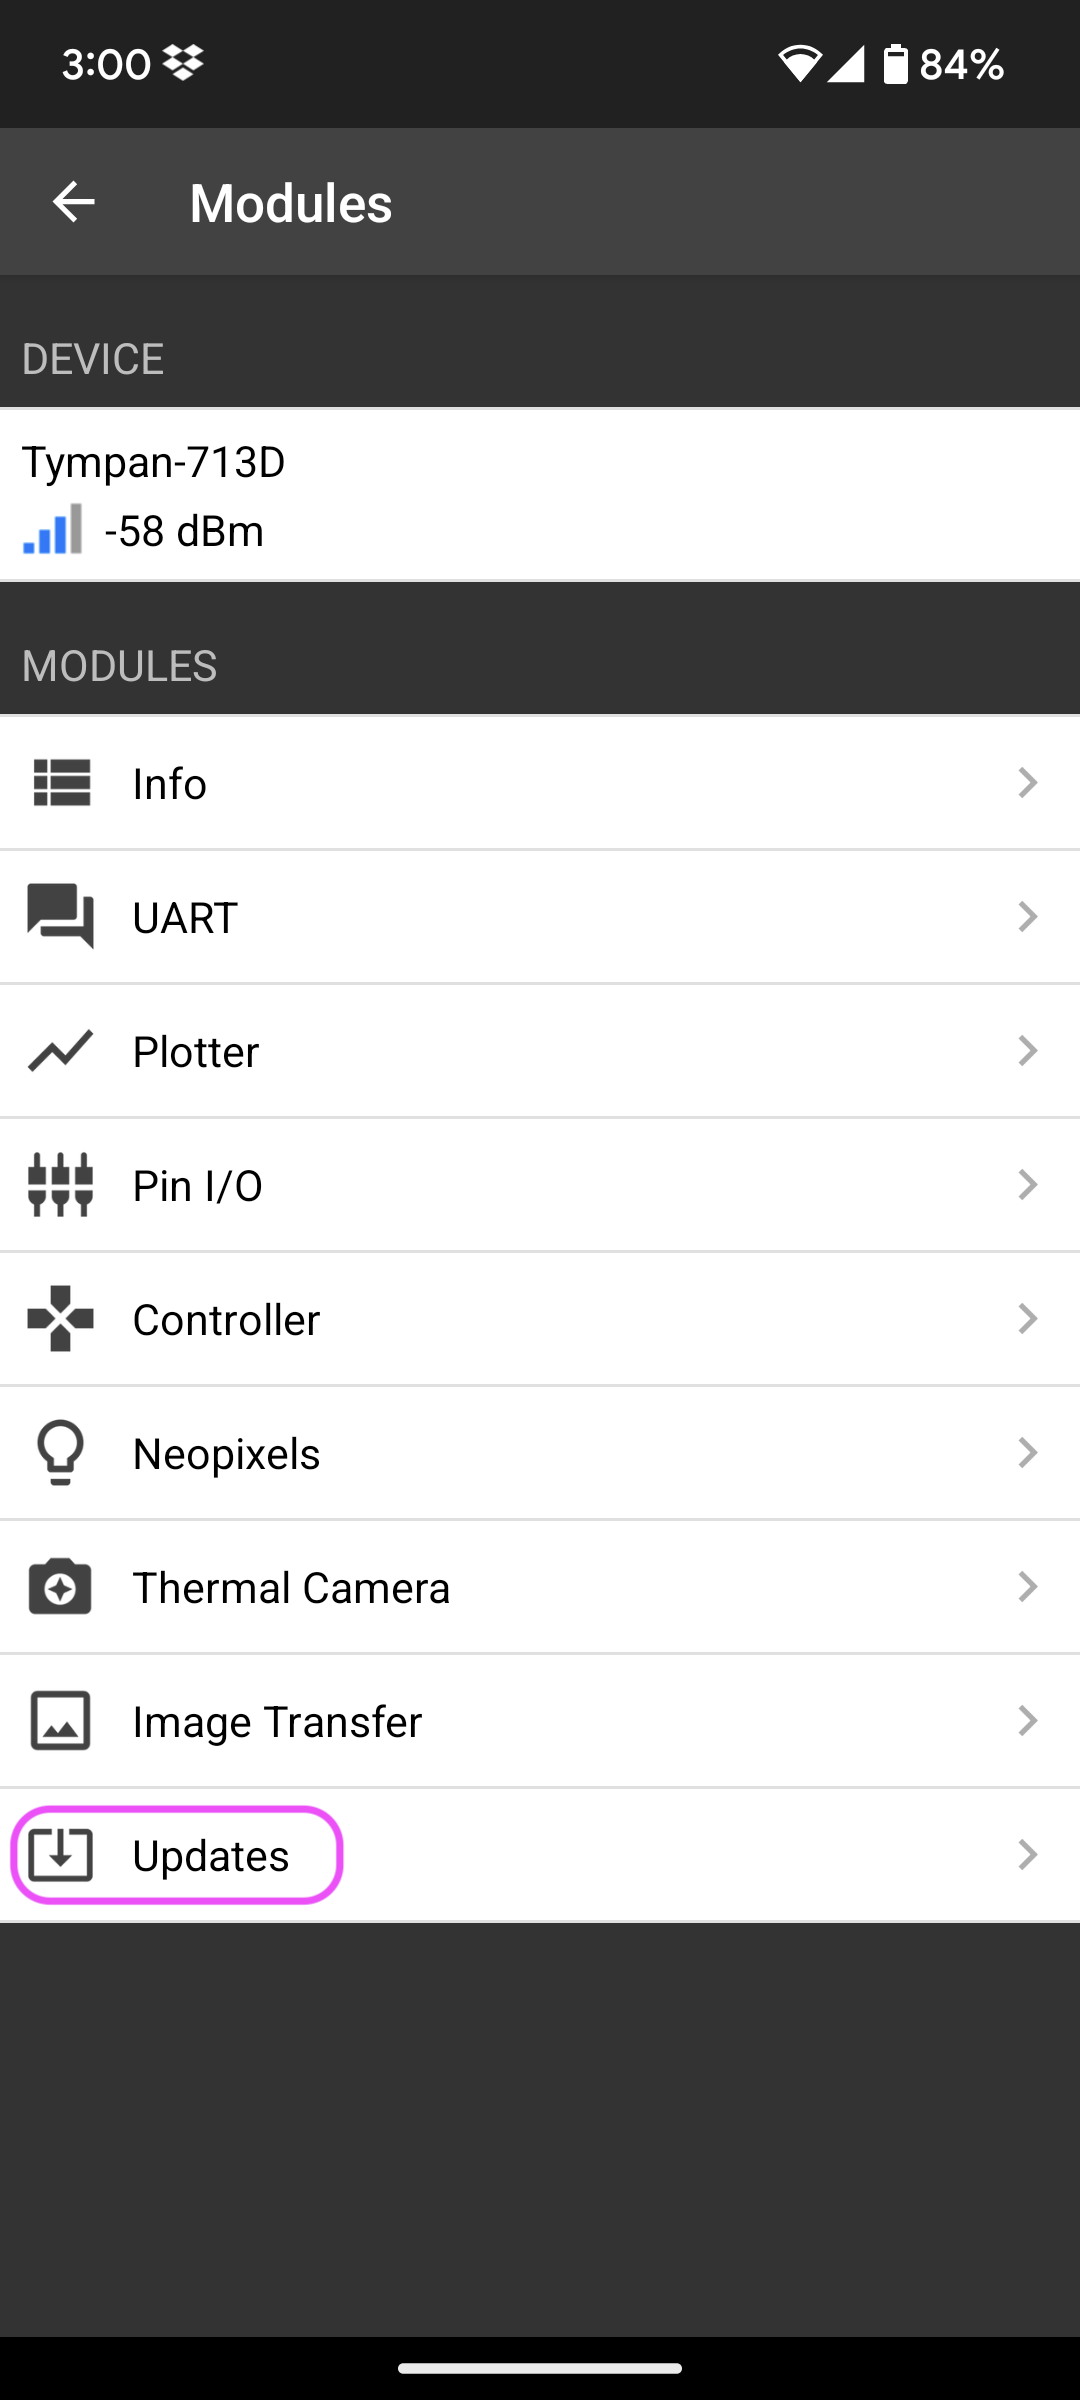 3:00 84%
Modules
DEVICE
Tympan-713D
-58 dBm
MODULES
Info
UART
Plotter
Pin I/O
Controller
Neopixels
Thermal Camera
Image Transfer
Updates